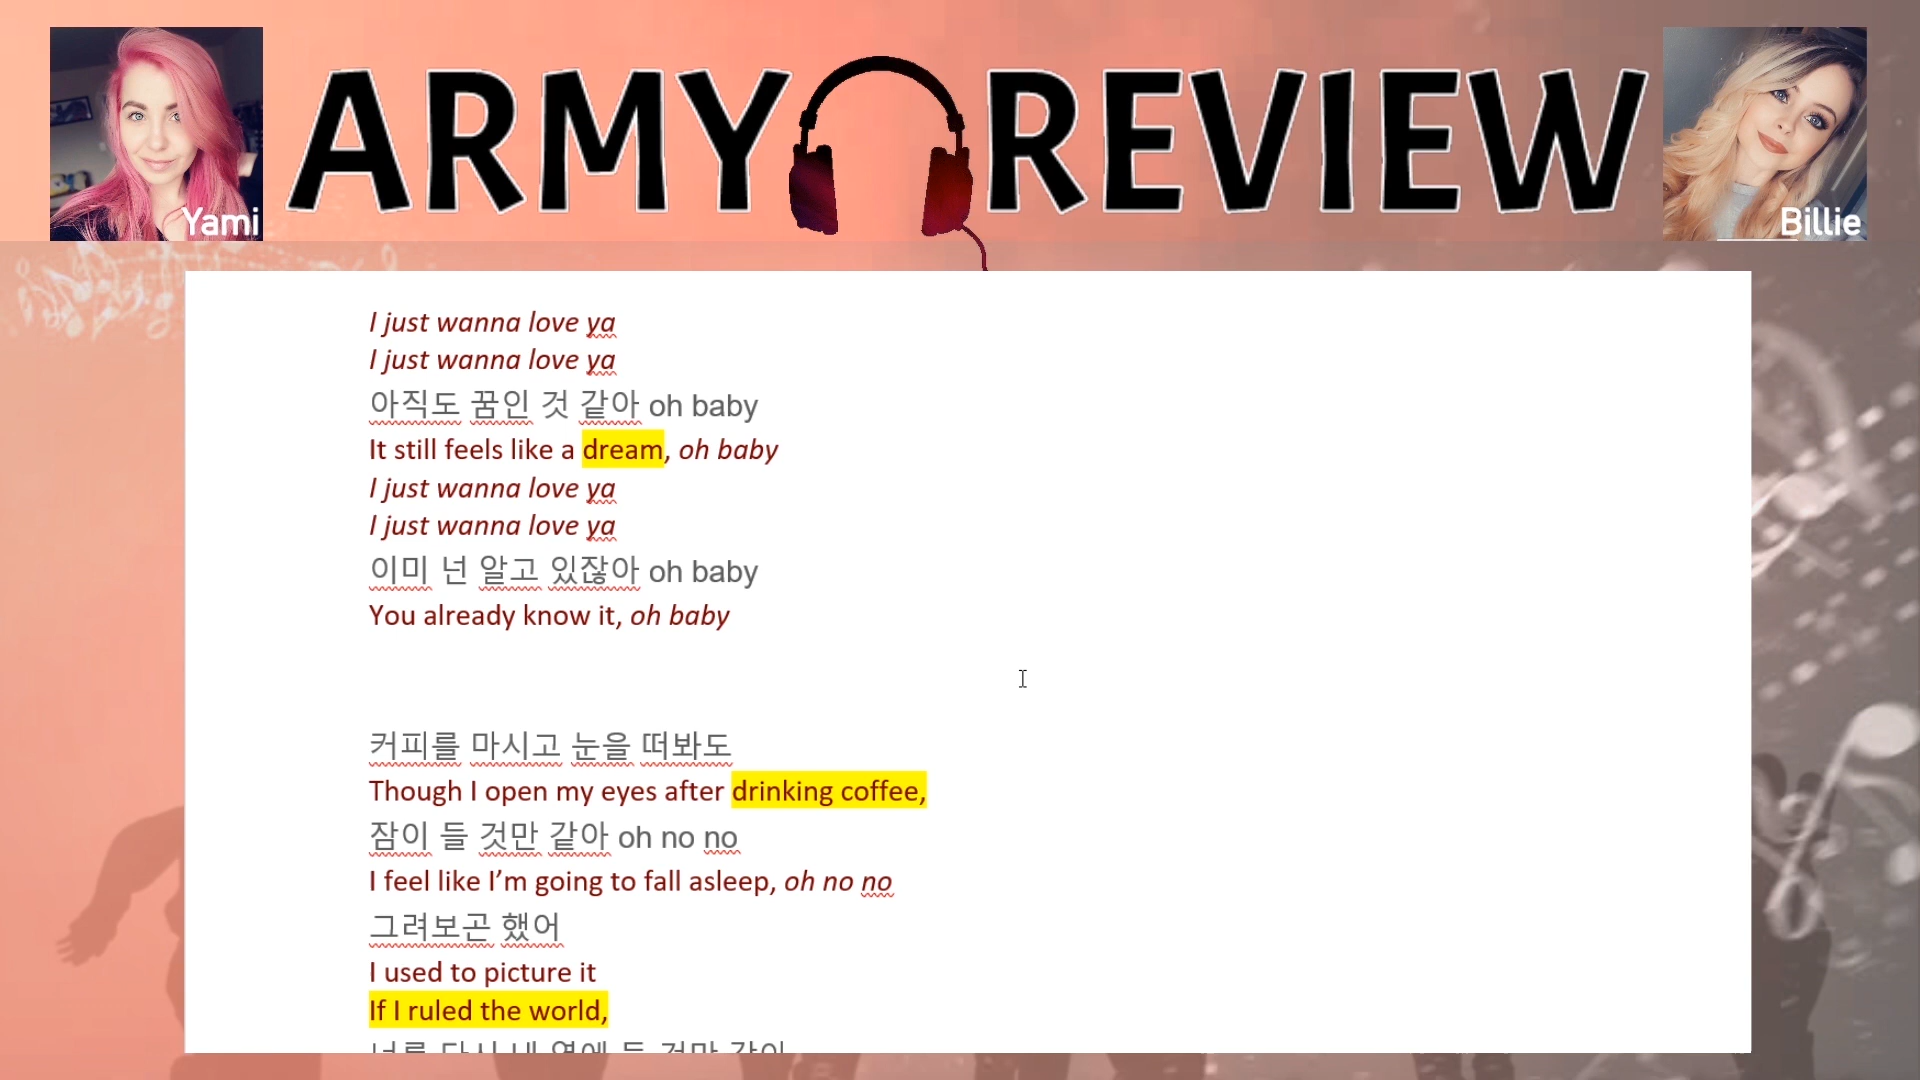 ARMY REVIEW
Yami
Billie
I just wanna love ya
I just wanna love ya
아직도 꿈인 것 같아 oh baby
It still feels like a dream, oh baby
I just wanna love ya
I just wanna love ya
이미 넌 알고 있잖아 oh baby
You already know it, oh baby
커피를 마시고 눈을 떠봐도
Though I open my eyes after drinking coffee,
잠이 들 것만 같아 oh no no
I feel like I’m going to fall asleep, oh no no
그려보곤 했어
I used to picture it
If I ruled the world,